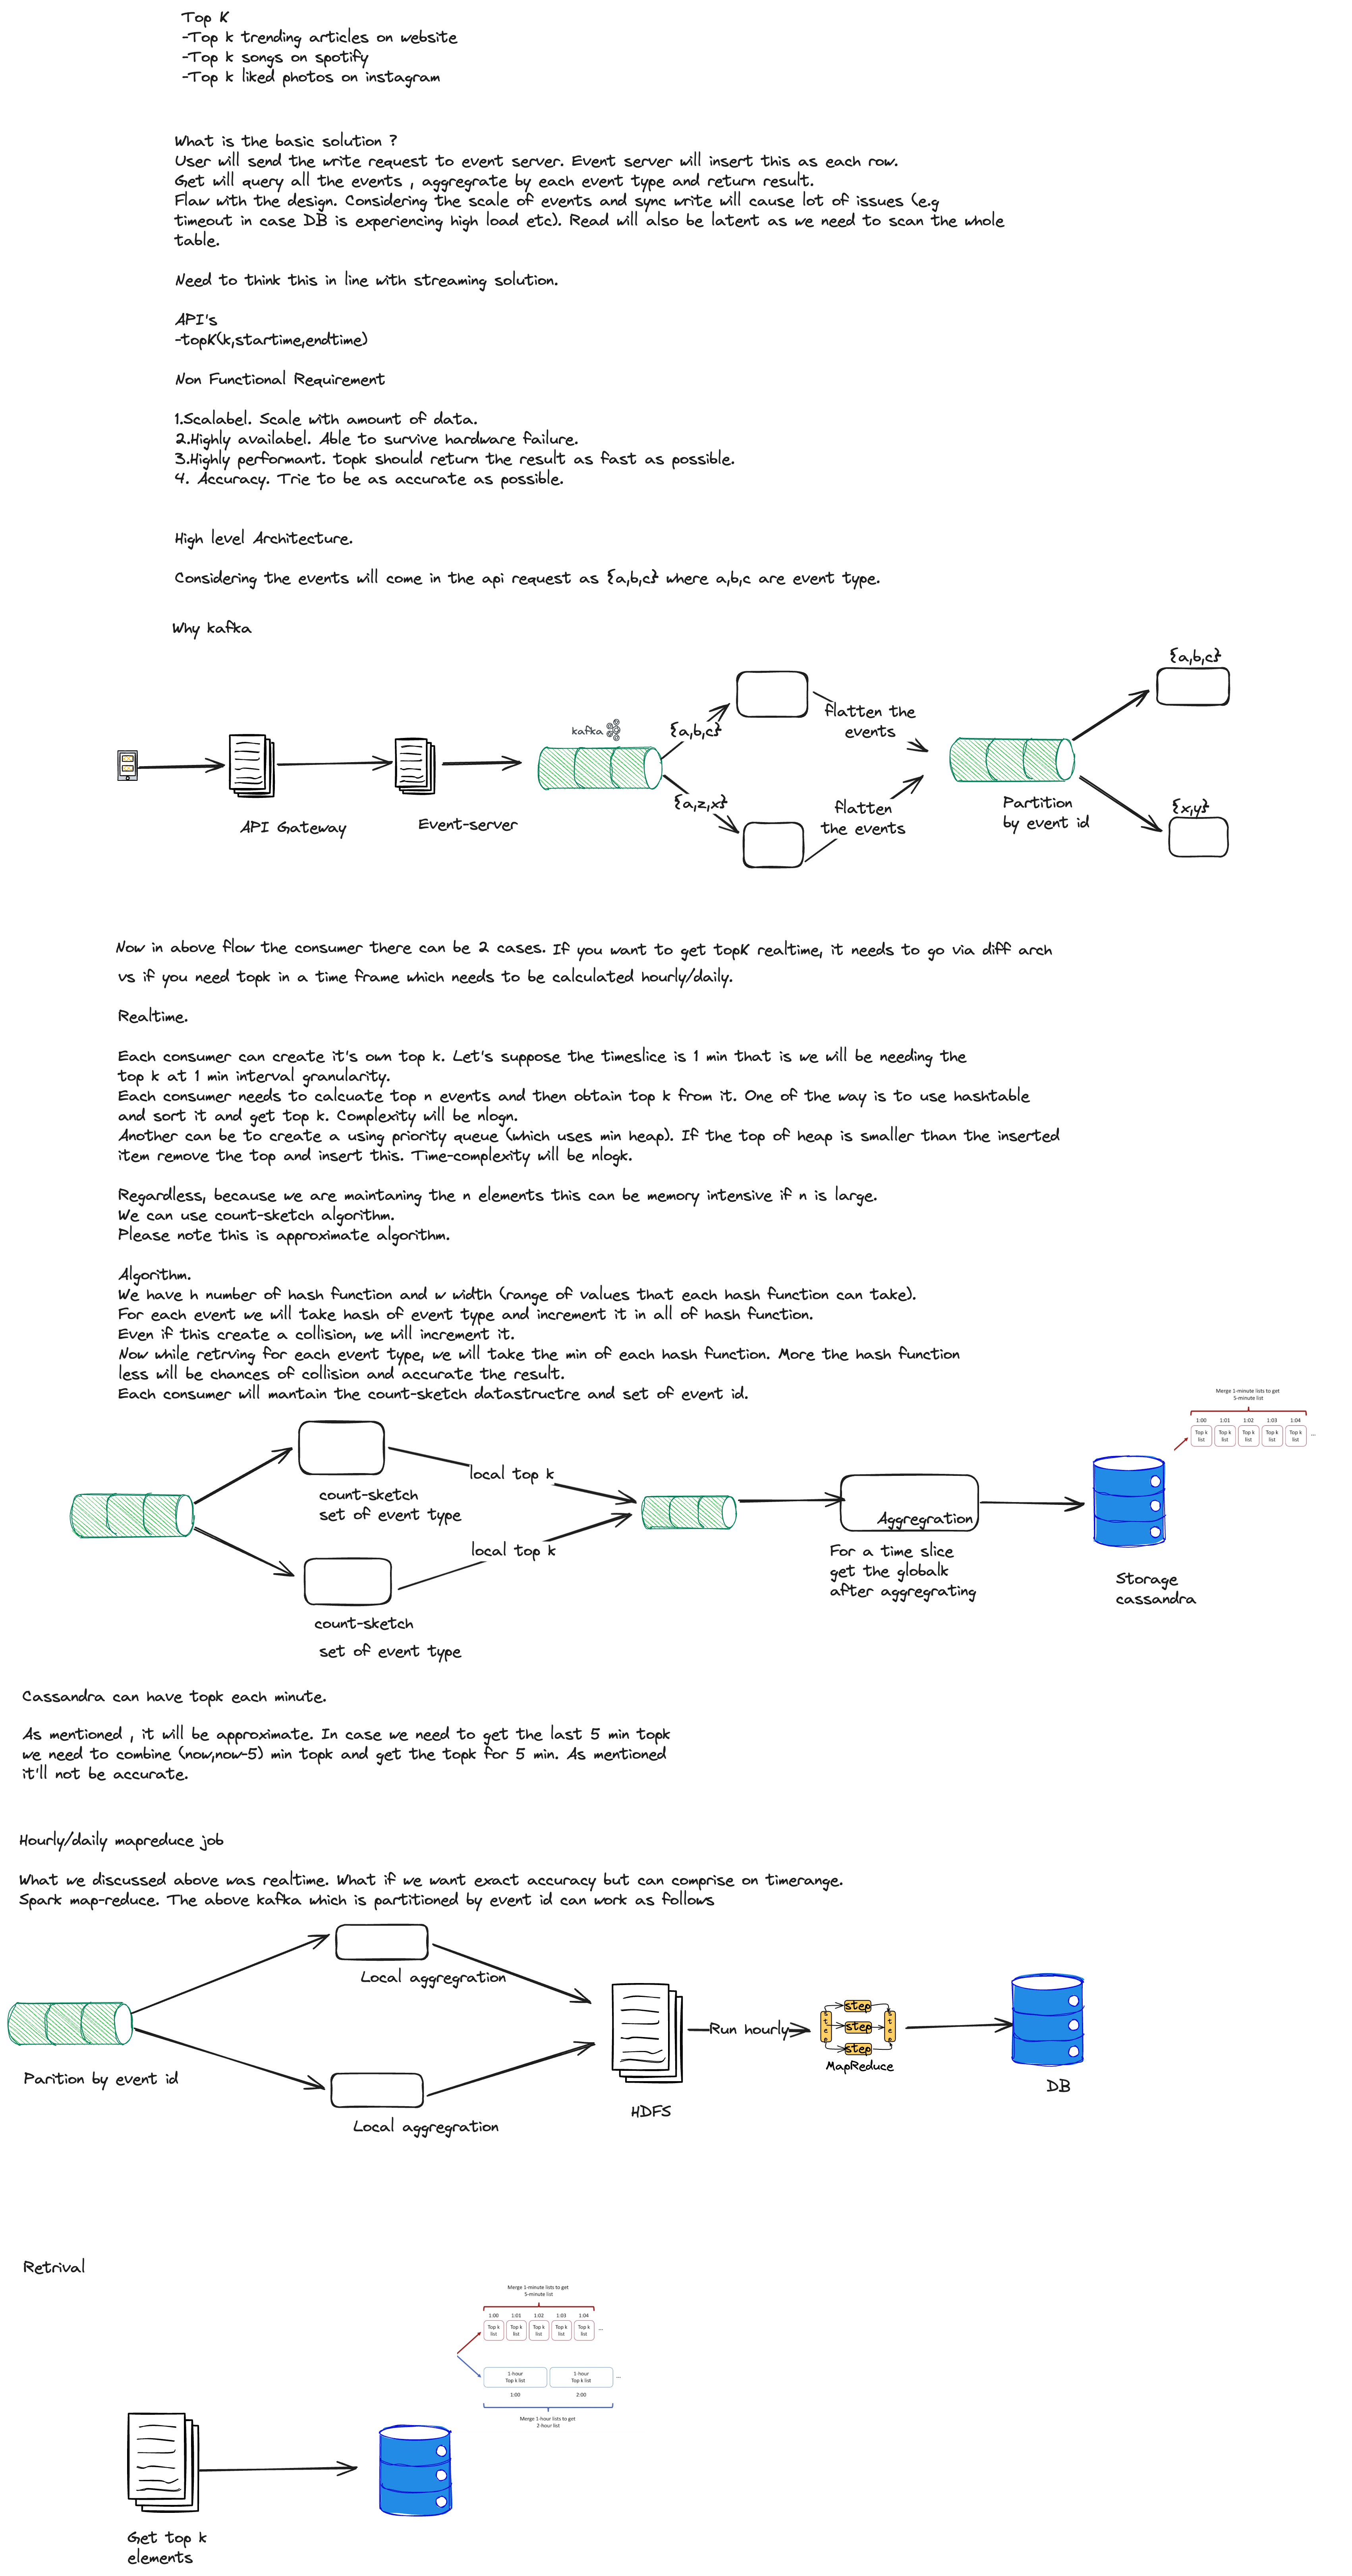 Top K
-Top k trending articles on website
-Top k songs on spotify
-Top k liked photos on instagram
What is the basic solution ?
User will send the write request to event server. Event server will insert this as each row.
Get will query all the events , aggregrate by each event type and return result.
Flaw with the design. Considering the scale of events and sync write will cause lot of issues (e.g
timeout in case DB is experiencing high load etc). Read will also be latent as we need to scan the whole
table.
Need to think this in line with streaming solution.
API's
-topK(k,startime,endtime)
Non Functional Requirement
1.Scalabel. Scale with amount of data.
2.Highly availabel. Able to survive hardware failure.
3.Highly performant. topk should return the result as fast as possible.
4. Accuracy. Trie to be as accurate as possible.
High level Architecture.
Considering the events will come in the api request as {a,b,c} where a,b,c are event type.
Why kafka
{a,b,c}
flatten the
events
kafka
{a,b,c}
{a,z,x}
flatten
the events
Partition
by event id
{x,y}
API Gateway
Event-server
Now in above flow the consumer there can be 2 cases. If you want to get topK realtime, it needs to go via diff arch
vs if you need topk in a time frame which needs to be calculated hourly/daily.
Realtime.
Each consumer can create it's own top k. Let's suppose the timeslice is 1 min that is we will be needing the
top k at 1 min interval granularity.
Each consumer needs to calcuate top n events and then obtain top k from it. One of the way is to use hashtable
and sort it and get top k. Complexity will be nlogn.
Another can be to create a using priority queue (which uses min heap). If the top of heap is smaller than the inserted
item remove the top and insert this. Time-complexity will be nlogk.
Regardless, because we are maintaning the n elements this can be memory intensive if n is large.
We can use count-sketch algorithm.
Please note this is approximate algorithm.
Algorithm.
We have h number of hash function and w width (range of values that each hash function can take).
For each event we will take hash of event type and increment it in all of hash function.
Even if this create a collision, we will increment it.
Now while retrving for each event type, we will take the min of each hash function. More the hash function
less will be chances of collision and accurate the result.
Each consumer will mantain the count-sketch datastructre and set of event id.
Merge 1-minute lists to get
5-minute list
1:00 1:01 1:02 1:03 1:04
Top k Top k Top k Top k Top k
list list list list list ...
count-sketch
set of event type
local top k
local top k
count-sketch
set of event type
Aggregration
For a time slice
get the globalk
after aggregrating
Storage
cassandra
Cassandra can have topk each minute.
As mentioned , it will be approximate. In case we need to get the last 5 min topk
we need to combine (now,now-5) min topk and get the topk for 5 min. As mentioned
it'll not be accurate.
Hourly/daily mapreduce job
What we discussed above was realtime. What if we want exact accuracy but can comprise on timerange.
Spark map-reduce. The above kafka which is partitioned by event id can work as follows
Local aggregration
Parition by event id
Local aggregration
HDFS
Run hourly
step
step
step
step
step
MapReduce
DB
Retrival
Merge 1-minute lists to get
5-minute list
1:00 1:01 1:02 1:03 1:04
Top k Top k Top k Top k Top k
list list list list list ...
1-hour 1-hour ...
Top k list Top k list
1:00 2:00
Merge 1-hour lists to get
2-hour list
Get top k
elements